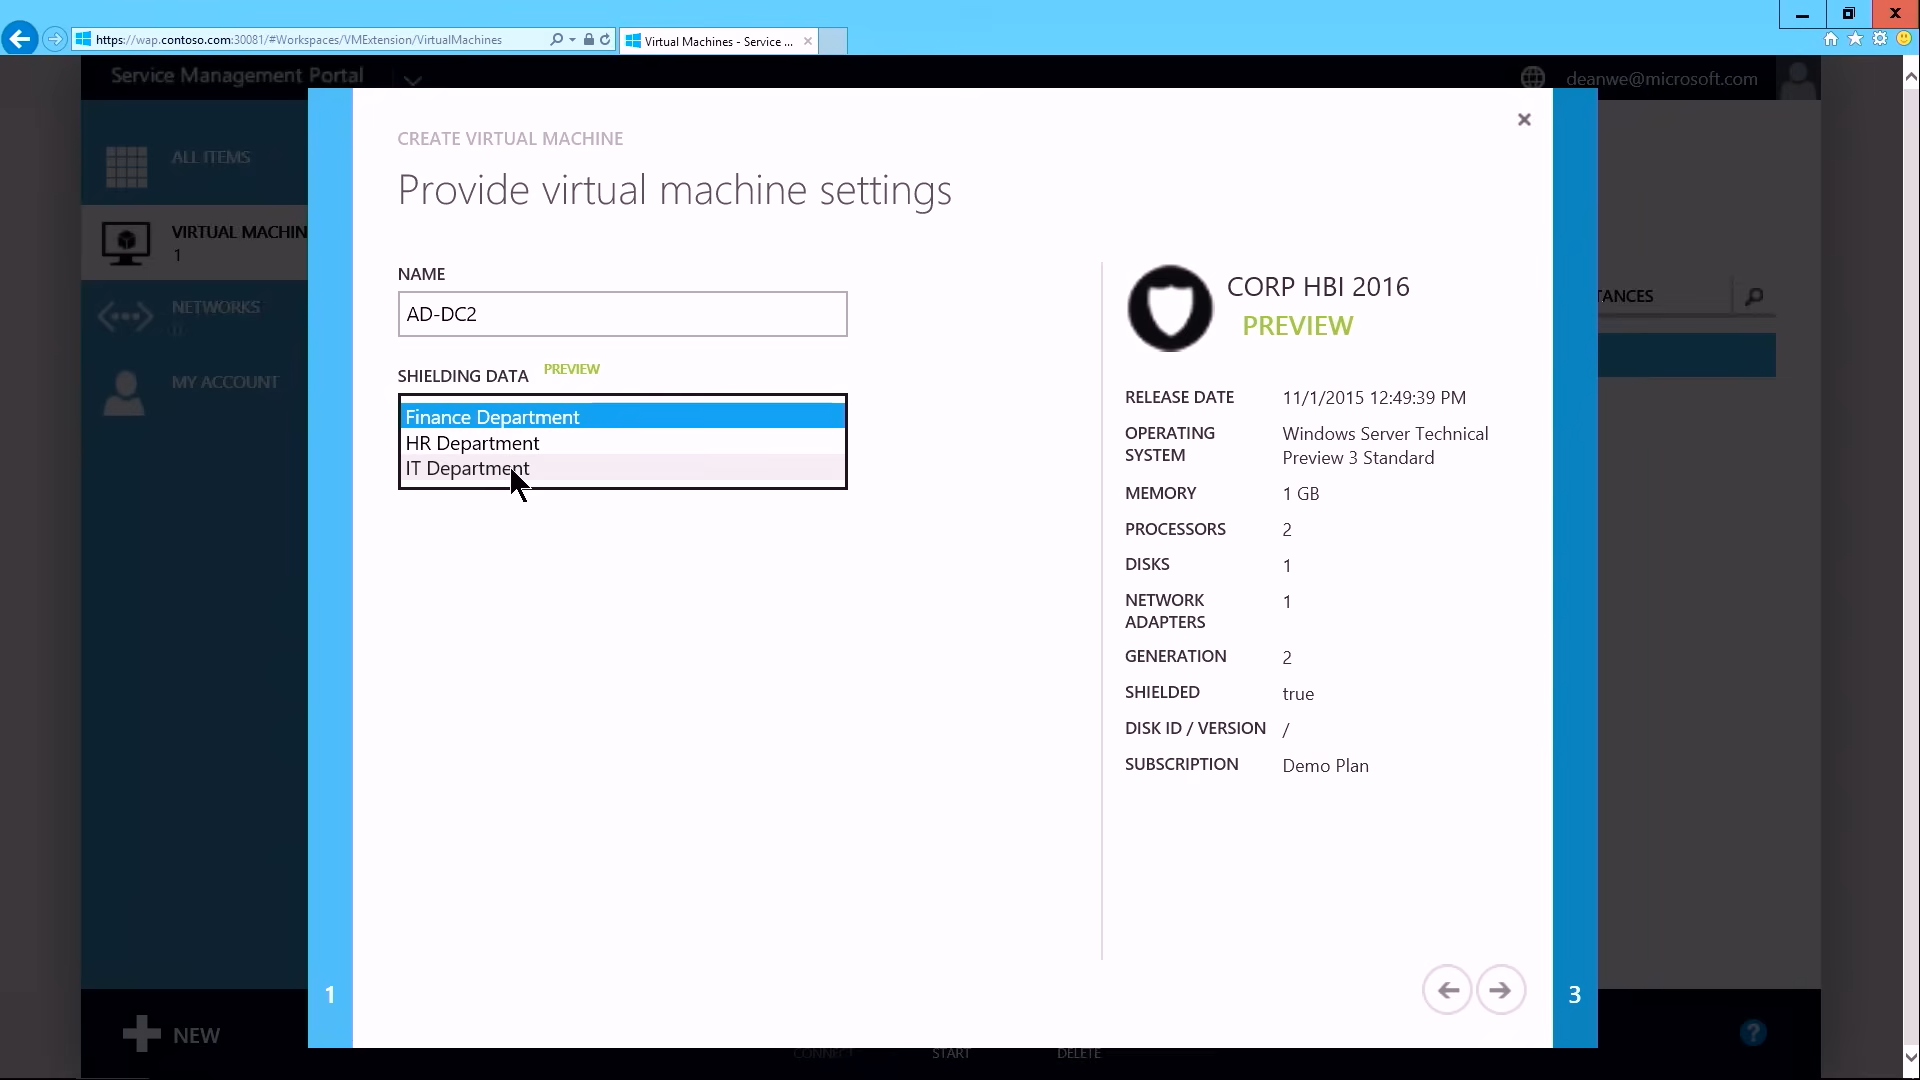 https://wap.contoso.com:30081/#Workspaces/VMExtension/VirtualMachines
Virtual Machines - Service ...
Service Management Portal
deanwe@microsoft.com
ALL ITEMS
VIRTUAL MACHIN
1
NETWORKS
0
MY ACCOUNT
CREATE VIRTUAL MACHINE
Provide virtual machine settings
NAME
AD-DC2
SHIELDING DATA PREVIEW
Finance Department
HR Department
IT Department
CORP HBI 2016
PREVIEW
RELEASE DATE 11/1/2015 12:49:39 PM
OPERATING SYSTEM Windows Server Technical
Preview 3 Standard
MEMORY 1 GB
PROCESSORS 2
DISKS 1
NETWORK ADAPTERS 1
GENERATION 2
SHIELDED true
DISK ID / VERSION /
SUBSCRIPTION Demo Plan
TANCES
1
3
NEW
CONNECT START DELETE
?